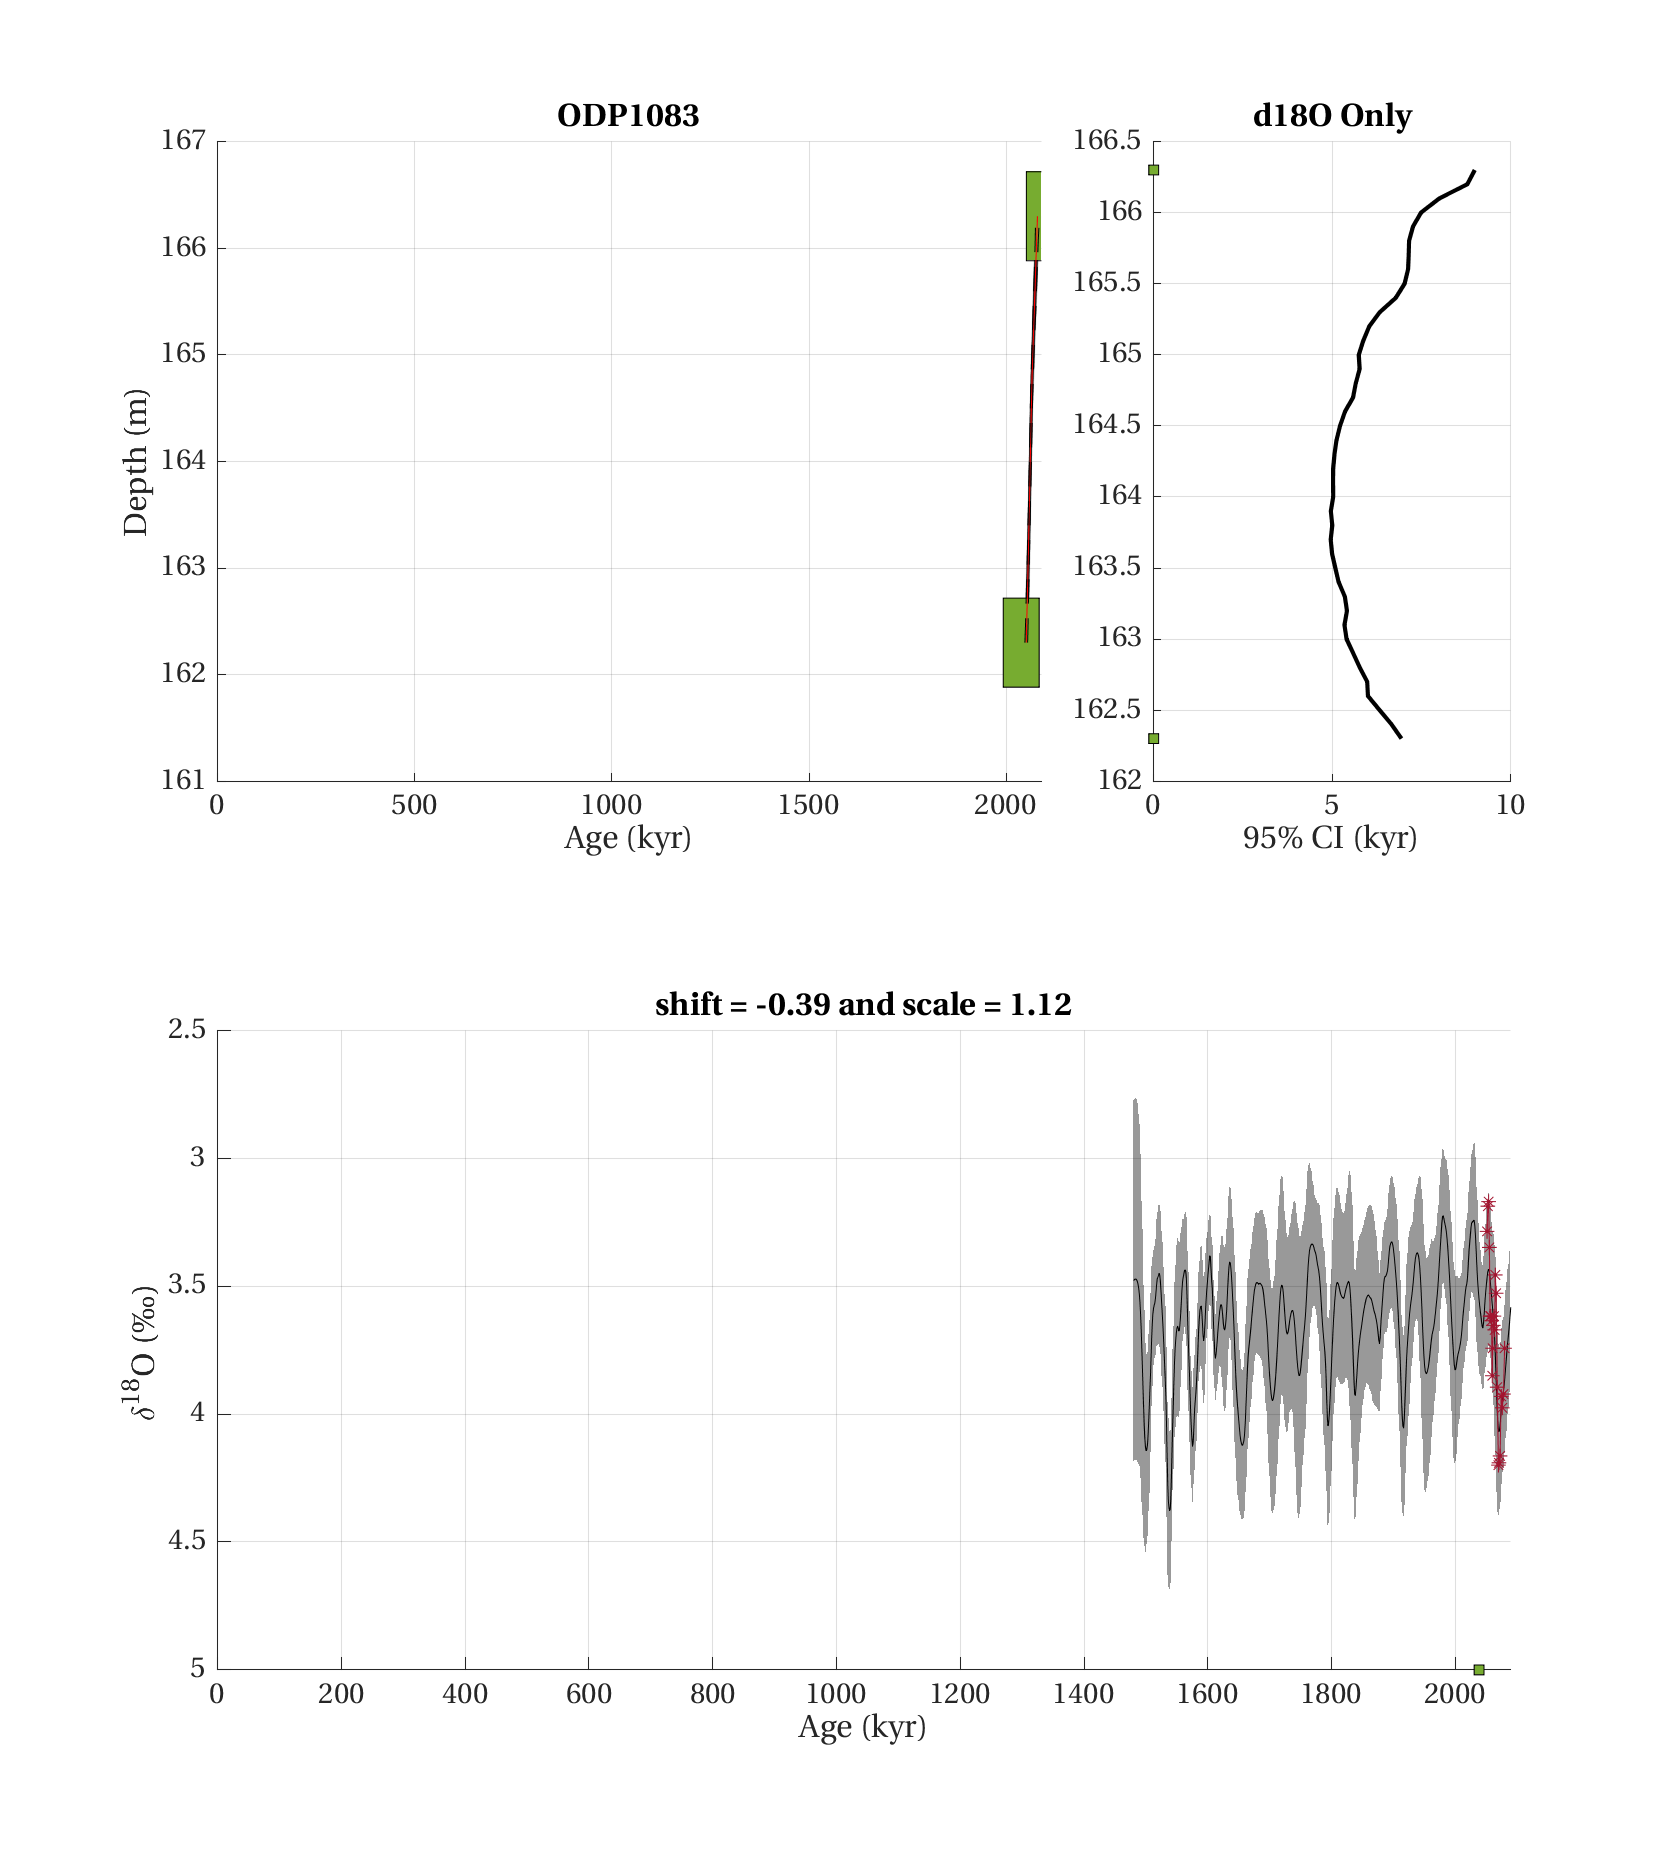 ODP1083
167
166
165
164
163
162
161
Depth (m)
0 500 1000 1500 2000
Age (kyr)
d18O Only
166.5
166
165.5
165
164.5
164
163.5
163
162.5
162
0 5 10
95% CI (kyr)
shift = -0.39 and scale = 1.12
2.5
3
3.5
4
4.5
5
δ18O (‰)
0 200 400 600 800 1000 1200 1400 1600 1800 2000
Age (kyr)